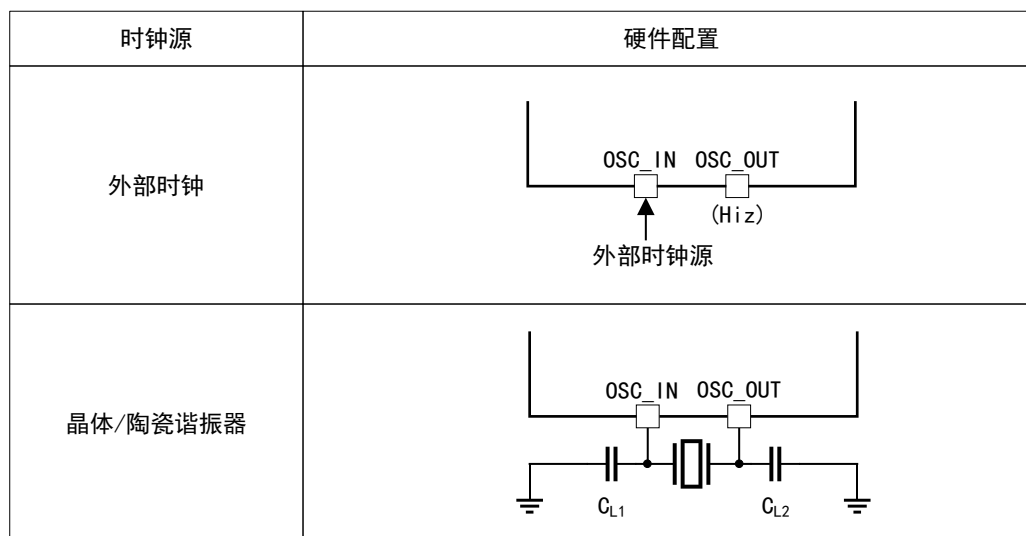 时钟源 硬件配置
外部时钟
OSC_IN OSC_OUT
(Hiz)
外部时钟源
晶体/陶瓷谐振器
OSC_IN OSC_OUT
CL1 CL2